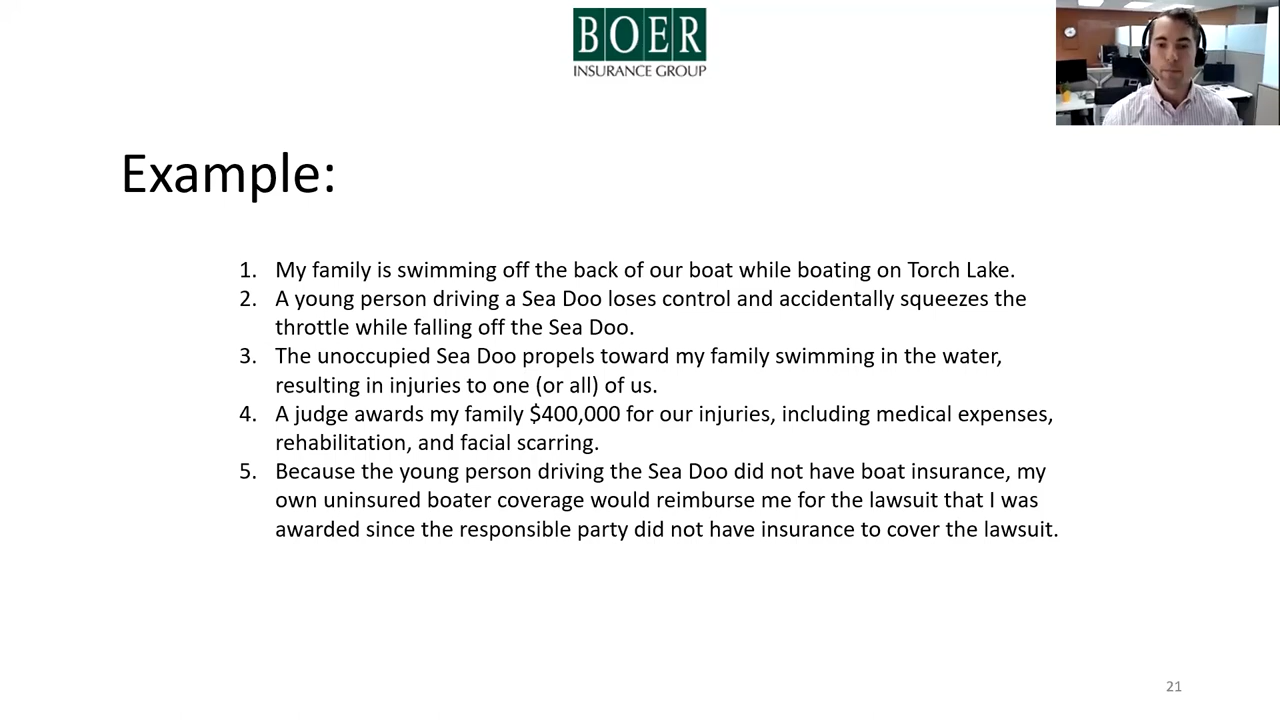 BOER
INSURANCE GROUP
Example:
1. My family is swimming off the back of our boat while boating on Torch Lake.
2. A young person driving a Sea Doo loses control and accidentally squeezes the
throttle while falling off the Sea Doo.
3. The unoccupied Sea Doo propels toward my family swimming in the water,
resulting in injuries to one (or all) of us.
4. A judge awards my family $400,000 for our injuries, including medical expenses,
rehabilitation, and facial scarring.
5. Because the young person driving the Sea Doo did not have boat insurance, my
own uninsured boater coverage would reimburse me for the lawsuit that I was
awarded since the responsible party did not have insurance to cover the lawsuit.
21